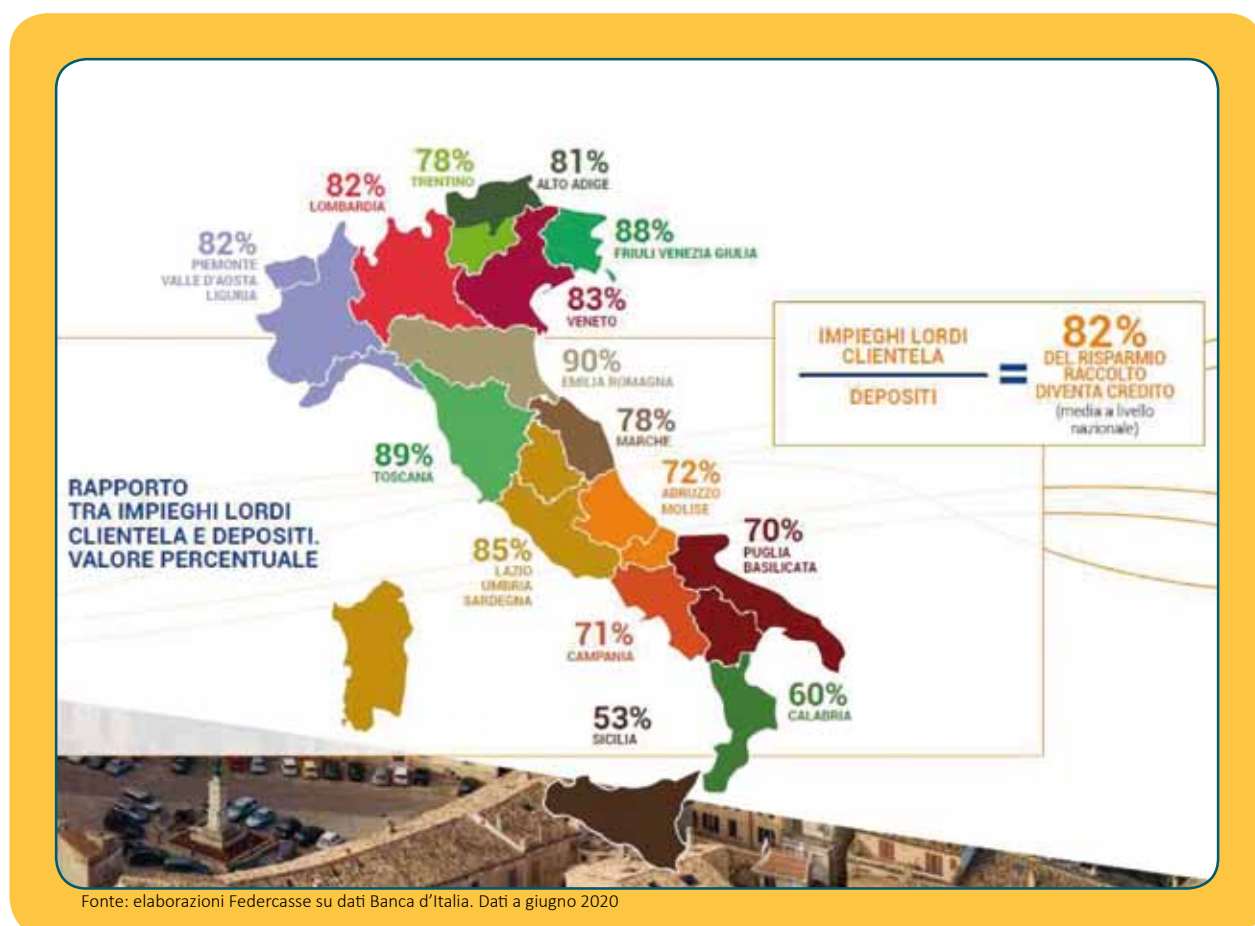 78%
TRENTINO
81%
ALTO ADIGE
82%
LOMBARDIA
88%
FRIULI VENEZIA GIULIA
82%
PIEMONTE
VALLE D'AOSTA
LIGURIA
83%
VENETO
90%
EMILIA ROMAGNA
78%
MARCHE
89%
TOSCANA
72%
ABRUZZO
MOLISE
70%
PUGLIA
BASILICATA
85%
LAZIO
UMBRIA
SARDEGNA
71%
CAMPANIA
60%
CALABRIA
53%
SICILIA
RAPPORTO
TRA IMPIEGHI LORDI
CLIENTELA E DEPOSITI.
VALORE PERCENTUALE
IMPIEGHI LORDI
CLIENTELA
DEPOSITI
=
82%
DEL RISPARMIO
RACCOLTO
DIVENTA CREDITO
(media a livello
nazionale)
Fonte: elaborazioni Federcasse su dati Banca d'Italia. Dati a giugno 2020